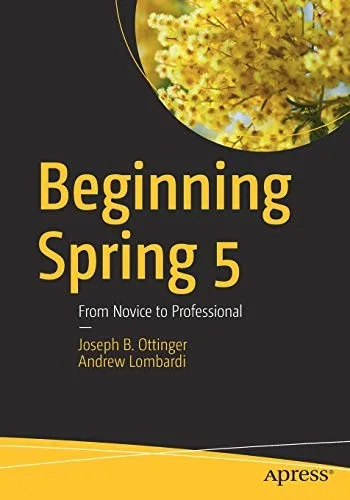 Beginning
Spring 5
From Novice to Professional
—
Joseph B. Ottinger
Andrew Lombardi
Apress®